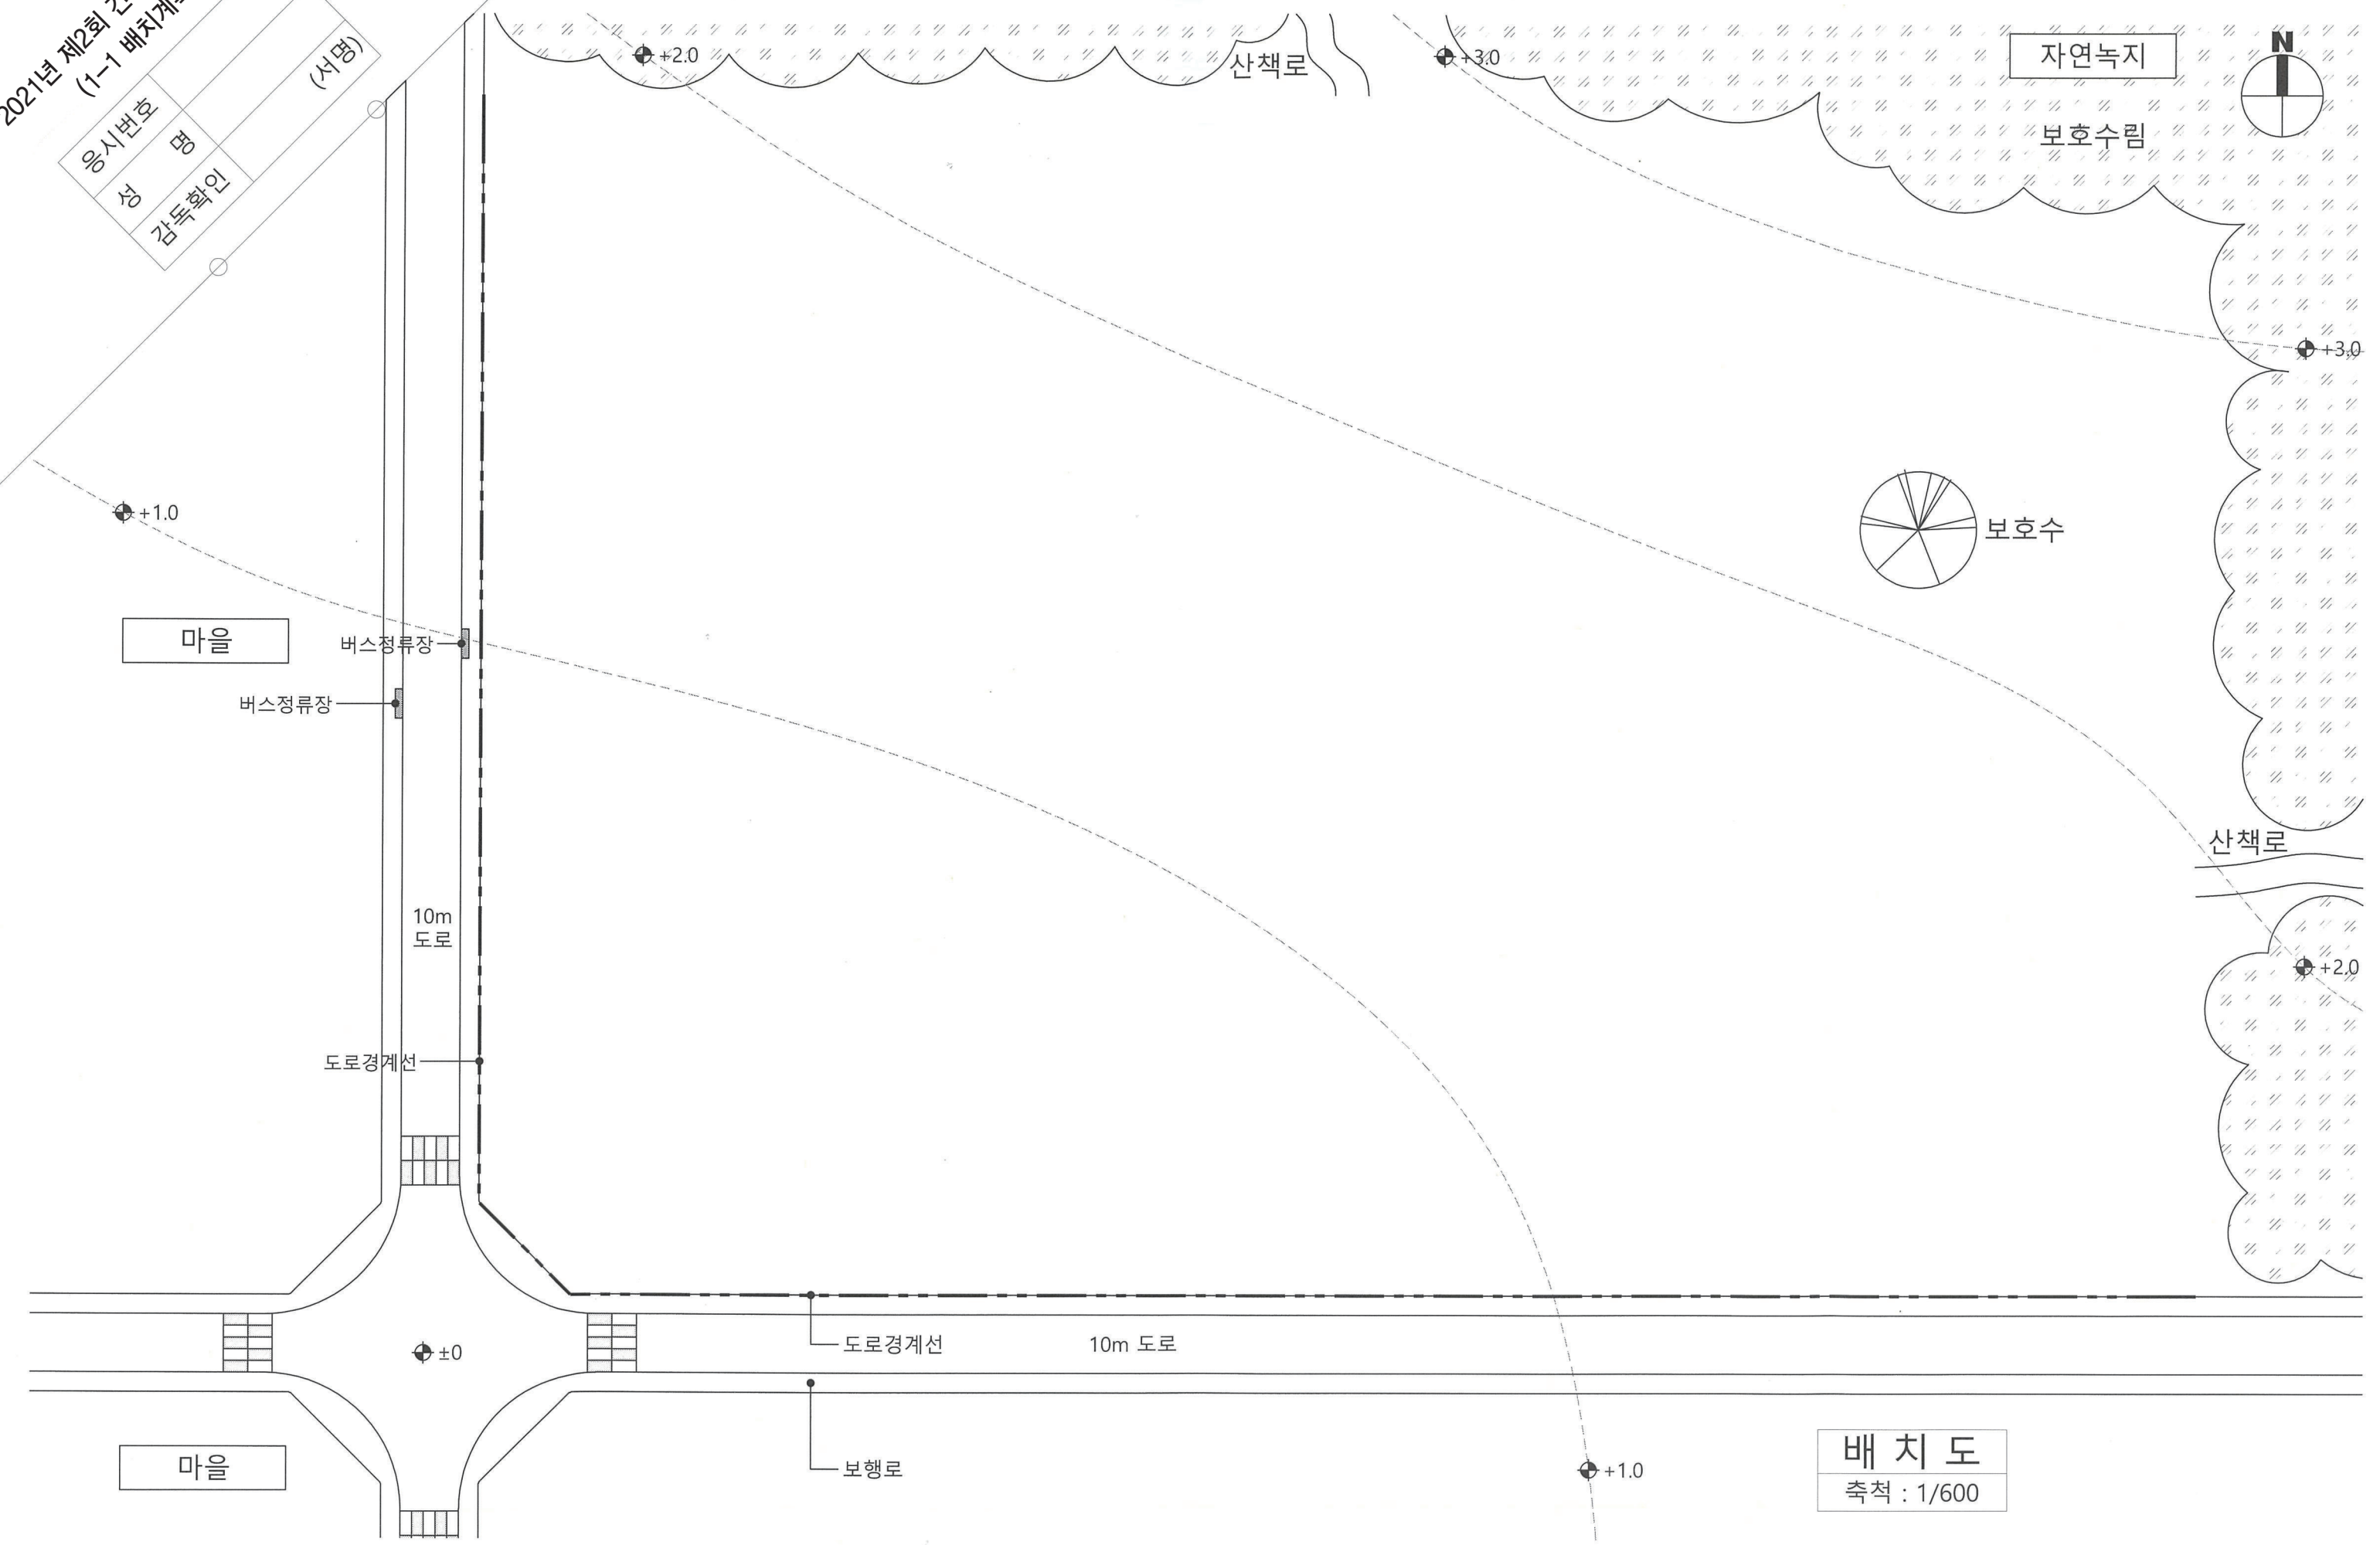 2021년 제2회
(1-1 배치계
응시번호
성 명
감독확인
(서명)
+2.0
산책로
+3.0
자연녹지
N
보호수림
+3.0
+1.0
보호수
마을
버스정류장
버스정류장
산책로
10m
도로
+2.0
도로경계선
±0
도로경계선
10m 도로
마을
보행로
+1.0
배 치 도
축척 : 1/600